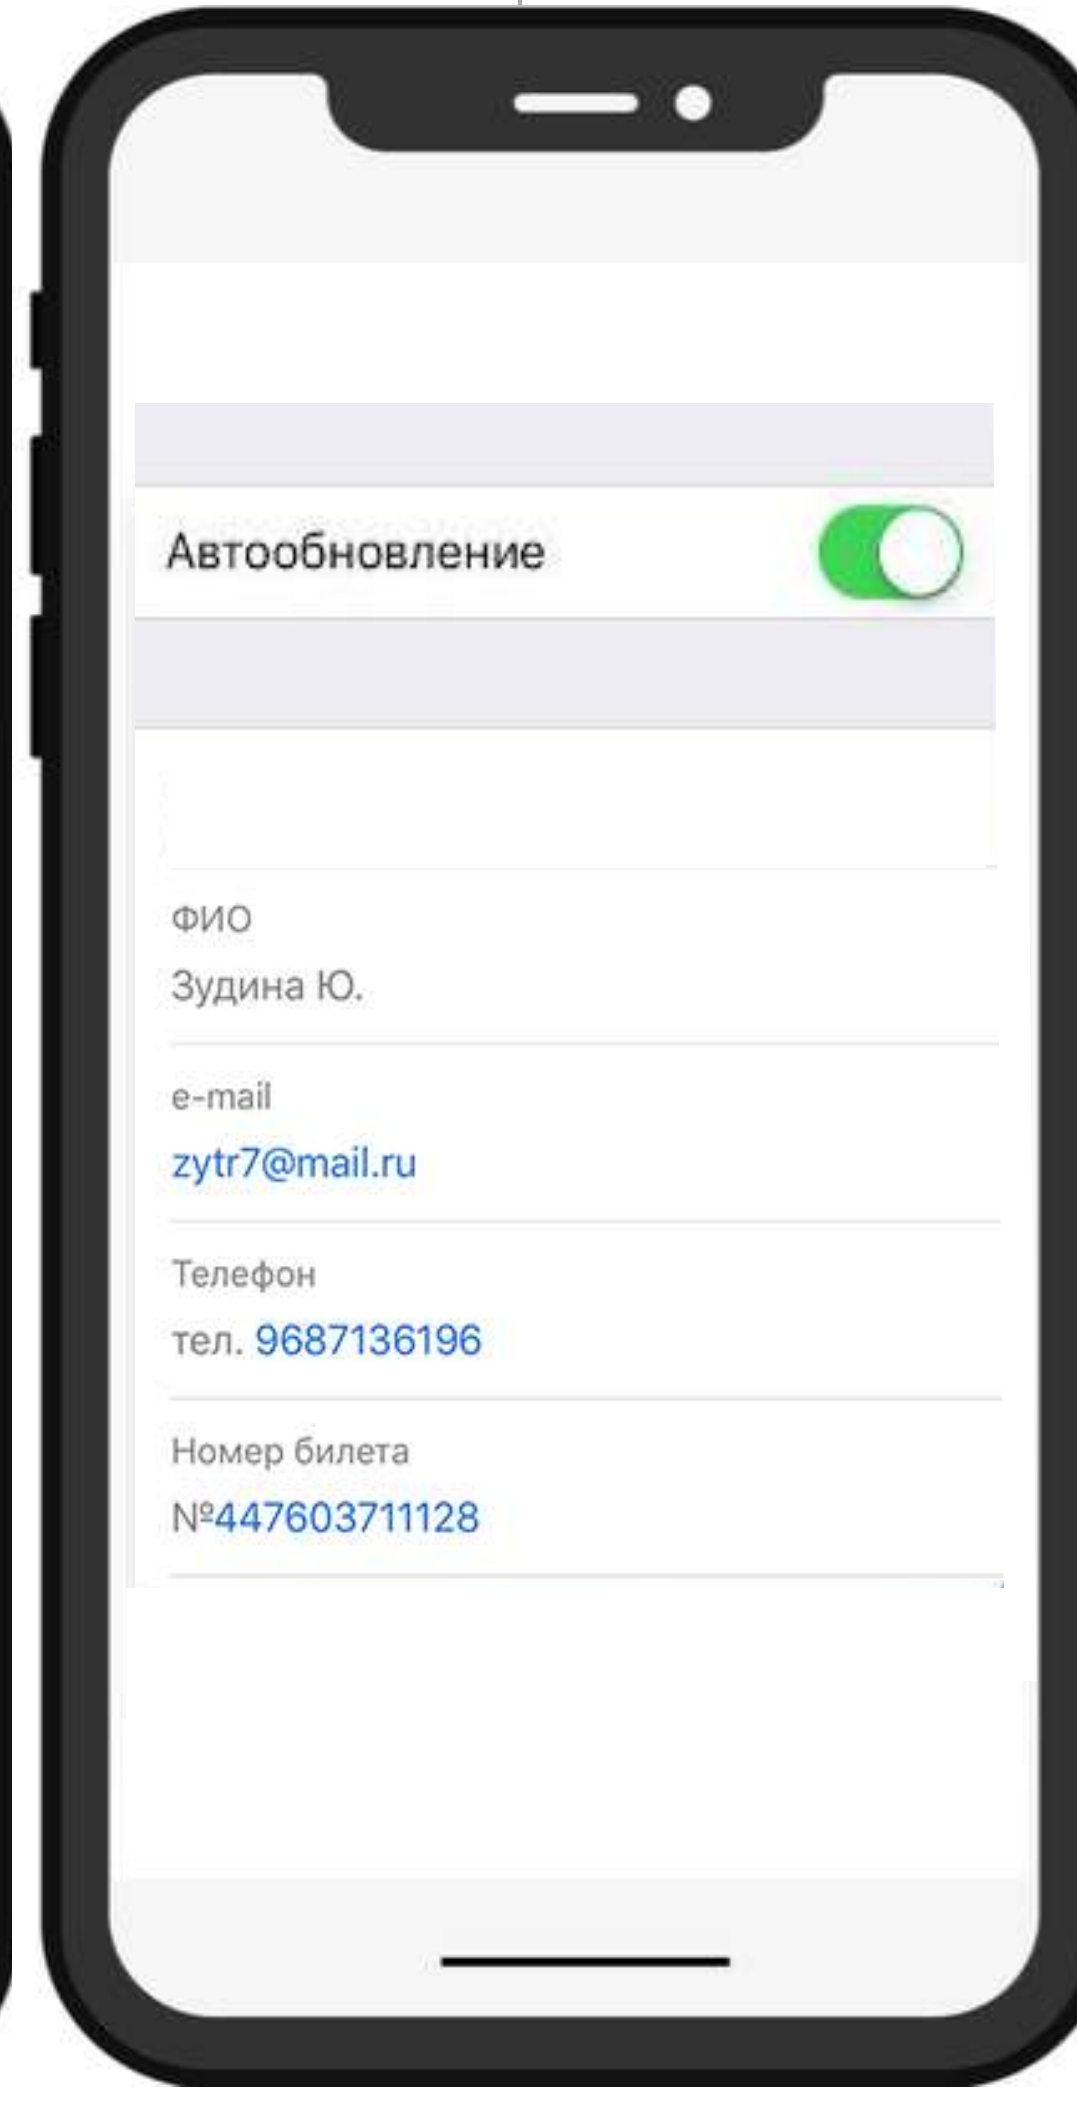 Автообновление
ФИО
Зудина Ю.
e-mail
zytr7@mail.ru
Телефон
тел. 9687136196
Номер билета
№447603711128